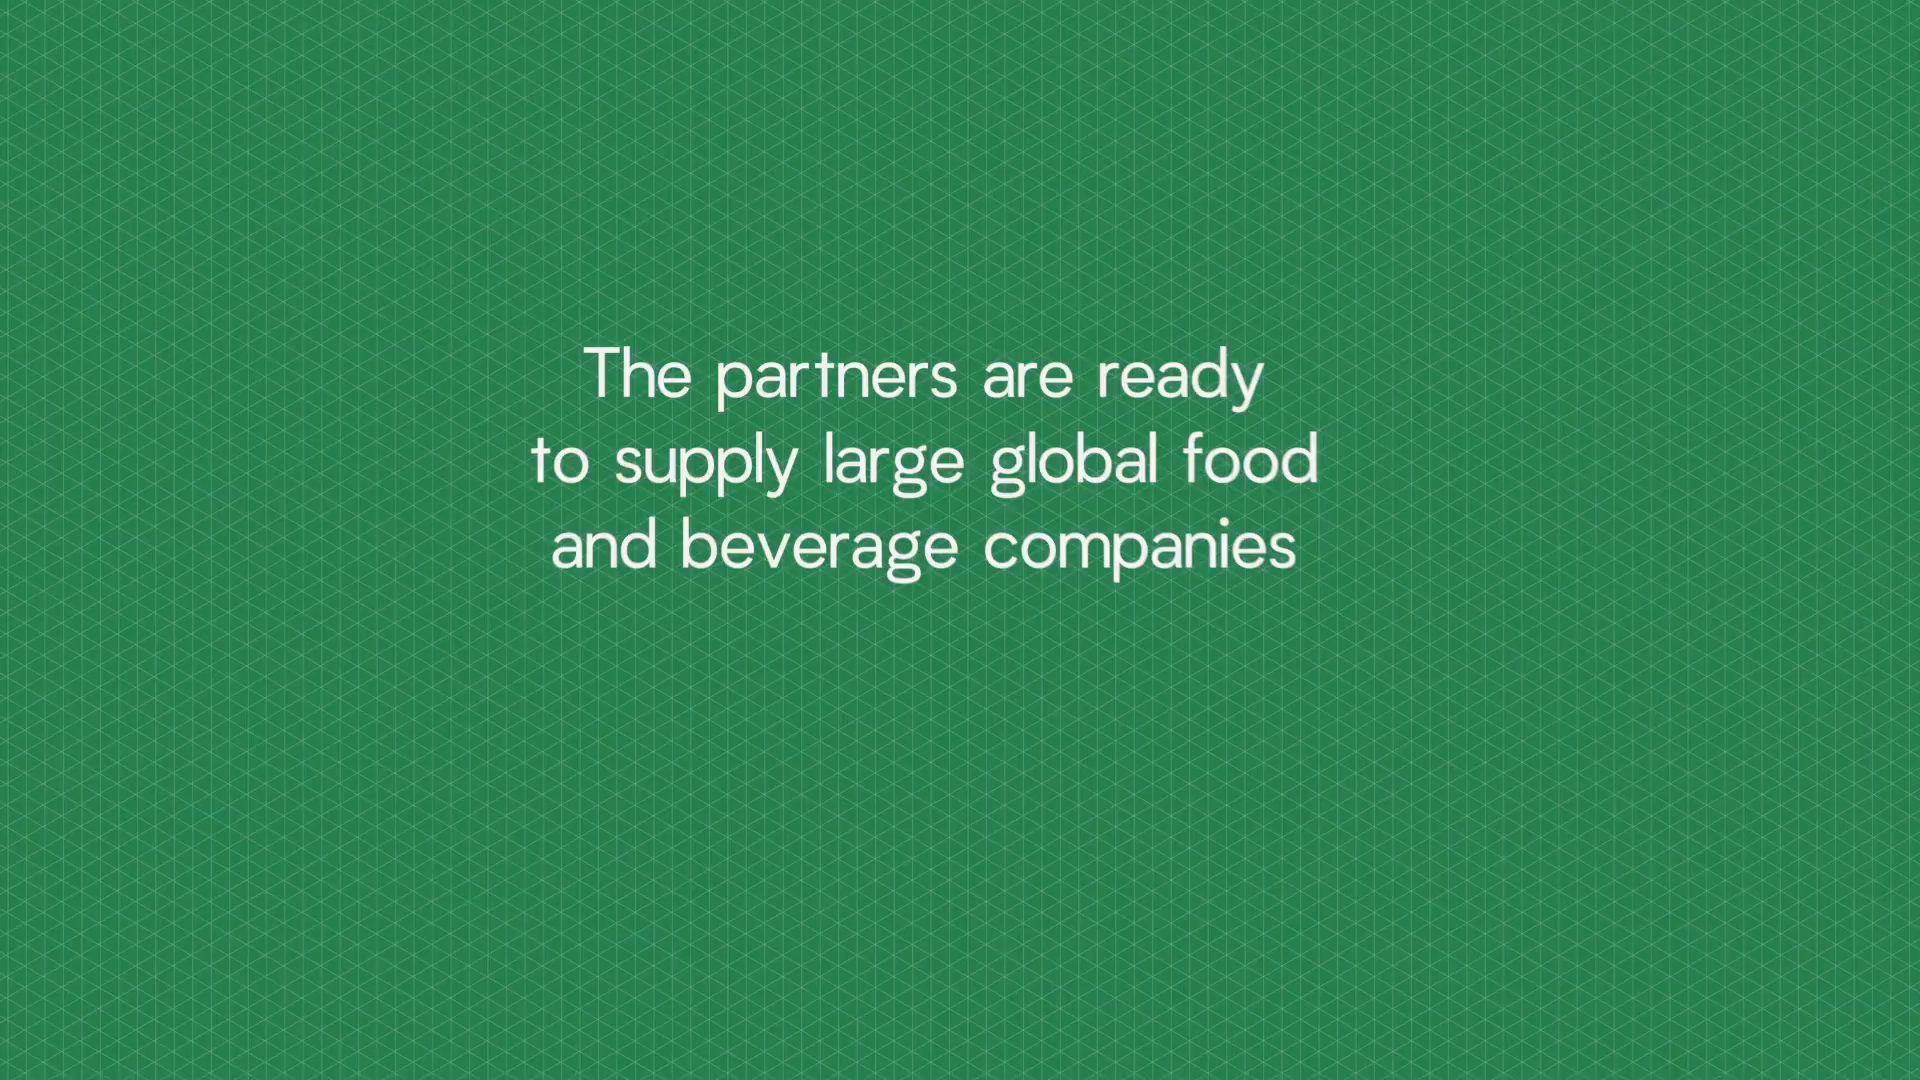 The partners are ready
to supply large global food
and beverage companies